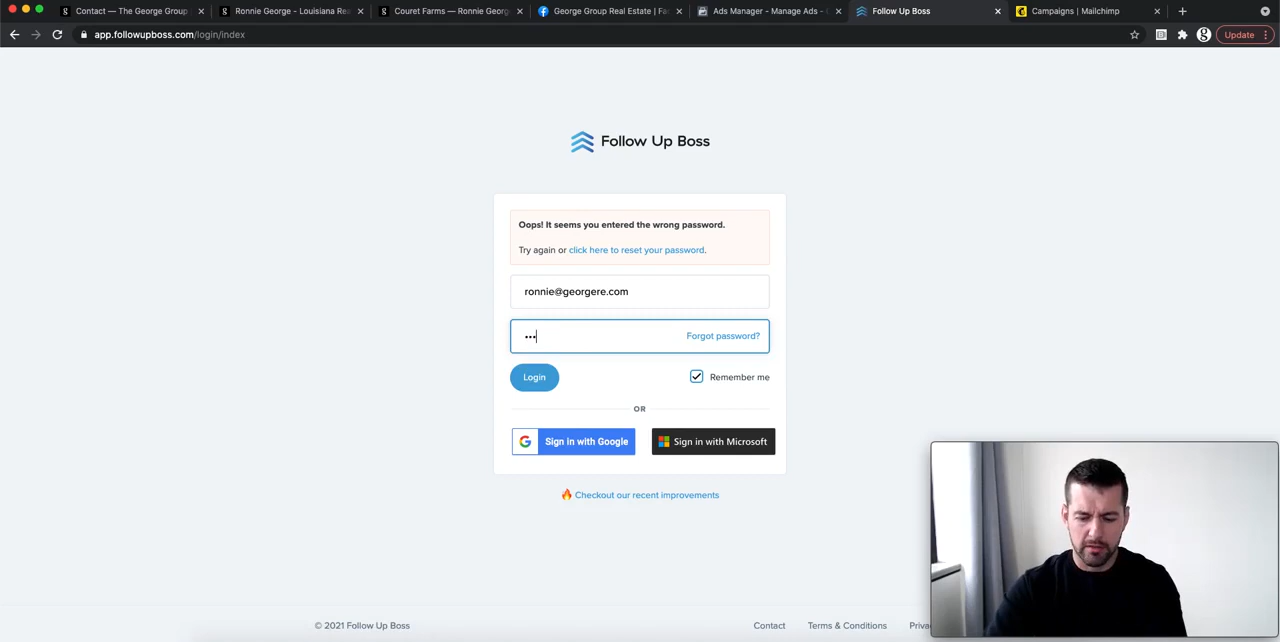 Contact — The George Group
Ronnie George - Louisiana Rea
Couret Farms — Ronnie George
George Group Real Estate | Fac
Ads Manager - Manage Ads -
Follow Up Boss
Campaigns | Mailchimp
app.followupboss.com/login/index
Update
Follow Up Boss
Oops! It seems you entered the wrong password.
Try again or click here to reset your password.
ronnie@georgere.com
Forgot password?
Login
Remember me
OR
Sign in with Google
Sign in with Microsoft
🔥 Checkout our recent improvements
© 2021 Follow Up Boss
Contact
Terms & Conditions